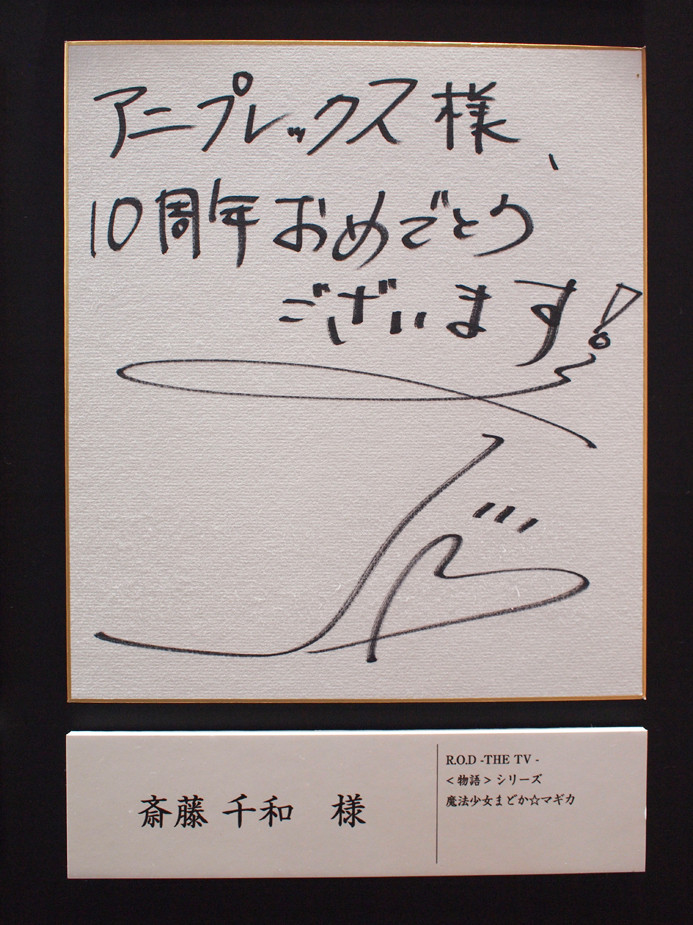 アニプレックス様、
10周年おめでとう
ございます!
斎藤 千和 様
R.O.D -THE TV -
<物語> シリーズ
魔法少女まどか☆マギカ